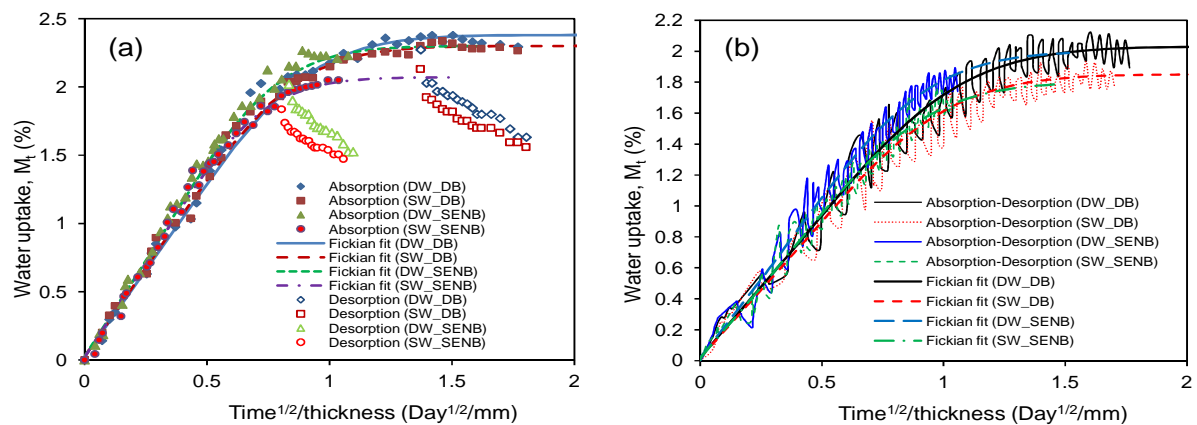 (a)
Water uptake, Mt (%)
2.5
2
1.5
1
0.5
0
0
0.5
1
1.5
2
Time1/2/thickness (Day1/2/mm)
Absorption (DW_DB)
Absorption (SW_DB)
Absorption (DW_SENB)
Absorption (SW_SENB)
Fickian fit (DW_DB)
Fickian fit (SW_DB)
Fickian fit (DW_SENB)
Fickian fit (SW_SENB)
Desorption (DW_DB)
Desorption (SW_DB)
Desorption (DW_SENB)
Desorption (SW_SENB)
(b)
Water uptake, Mt (%)
2.2
2.0
1.8
1.6
1.4
1.2
1.0
0.8
0.6
0.4
0.2
0
0
0.5
1
1.5
2
Time1/2/thickness (Day1/2/mm)
Absorption-Desorption (DW_DB)
Absorption-Desorption (SW_DB)
Absorption-Desorption (DW_SENB)
Absorption-Desorption (SW_SENB)
Fickian fit (DW_DB)
Fickian fit (SW_DB)
Fickian fit (DW_SENB)
Fickian fit (SW_SENB)